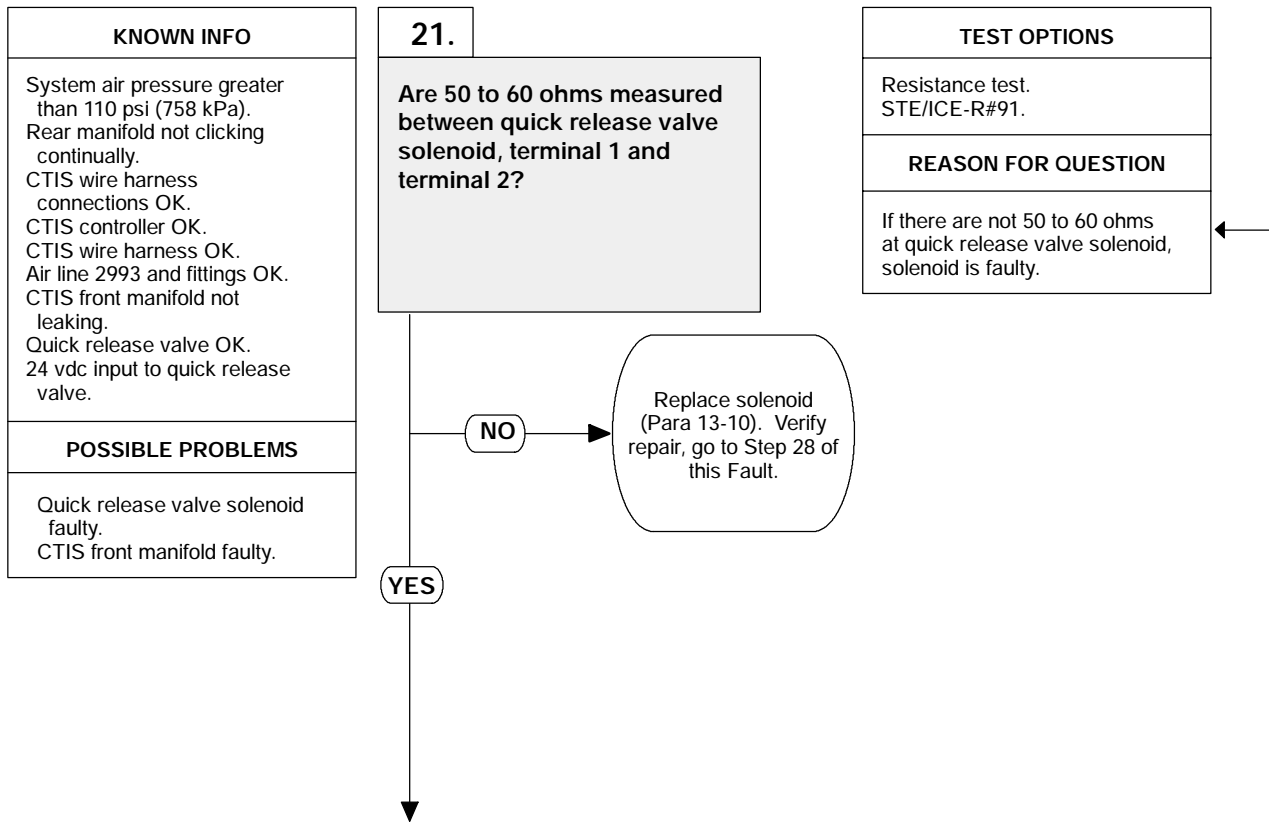 KNOWN INFO
System air pressure greater
than 110 psi (758 kPa).
Rear manifold not clicking
continually.
CTIS wire harness
connections OK.
CTIS controller OK.
CTIS wire harness OK.
Air line 2993 and fittings OK.
CTIS front manifold not
leaking.
Quick release valve OK.
24 vdc input to quick release
valve.
POSSIBLE PROBLEMS
Quick release valve solenoid
faulty.
CTIS front manifold faulty.
21.
Are 50 to 60 ohms measured
between quick release valve
solenoid, terminal 1 and
terminal 2?
NO
Replace solenoid
(Para 13-10). Verify
repair, go to Step 28 of
this Fault.
YES
TEST OPTIONS
Resistance test.
STE/ICE-R#91.
REASON FOR QUESTION
If there are not 50 to 60 ohms
at quick release valve solenoid,
solenoid is faulty.